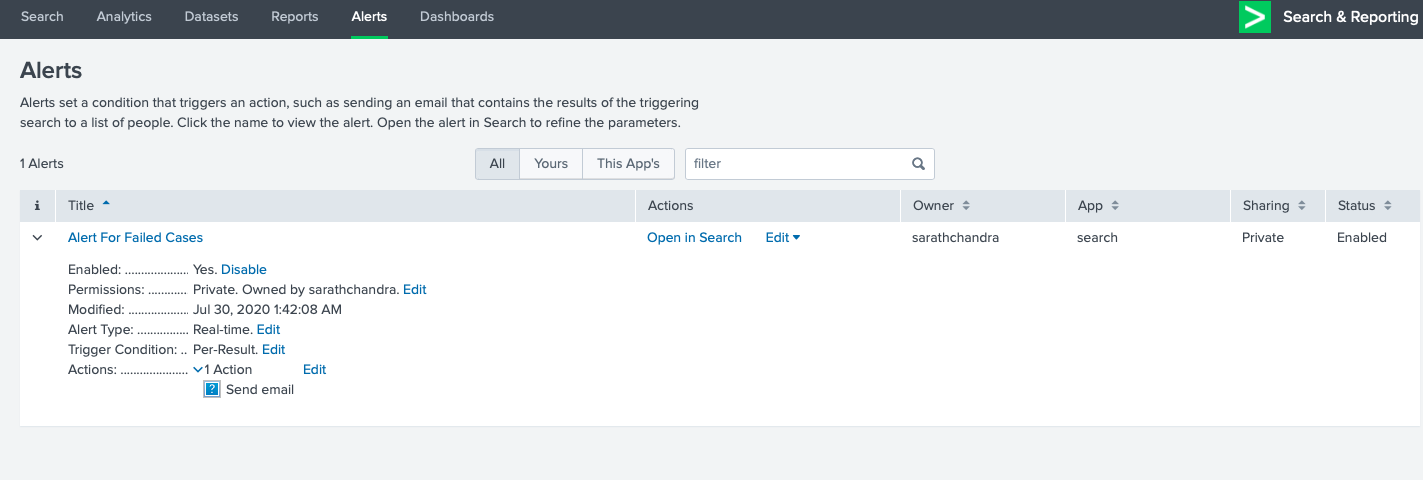 Search Analytics Datasets Reports Alerts Dashboards Search & Reporting
Alerts
Alerts set a condition that triggers an action, such as sending an email that contains the results of the triggering
search to a list of people. Click the name to view the alert. Open the alert in Search to refine the parameters.
1 Alerts All Yours This App's filter
i Title Actions Owner App Sharing Status
Alert For Failed Cases Open in Search Edit sarathchandra search Private Enabled
Enabled: .................... Yes. Disable
Permissions: ............ Private. Owned by sarathchandra. Edit
Modified: ................... Jul 30, 2020 1:42:08 AM
Alert Type: ................ Real-time. Edit
Trigger Condition: .. Per-Result. Edit
Actions: ..................... 1 Action Edit
? Send email